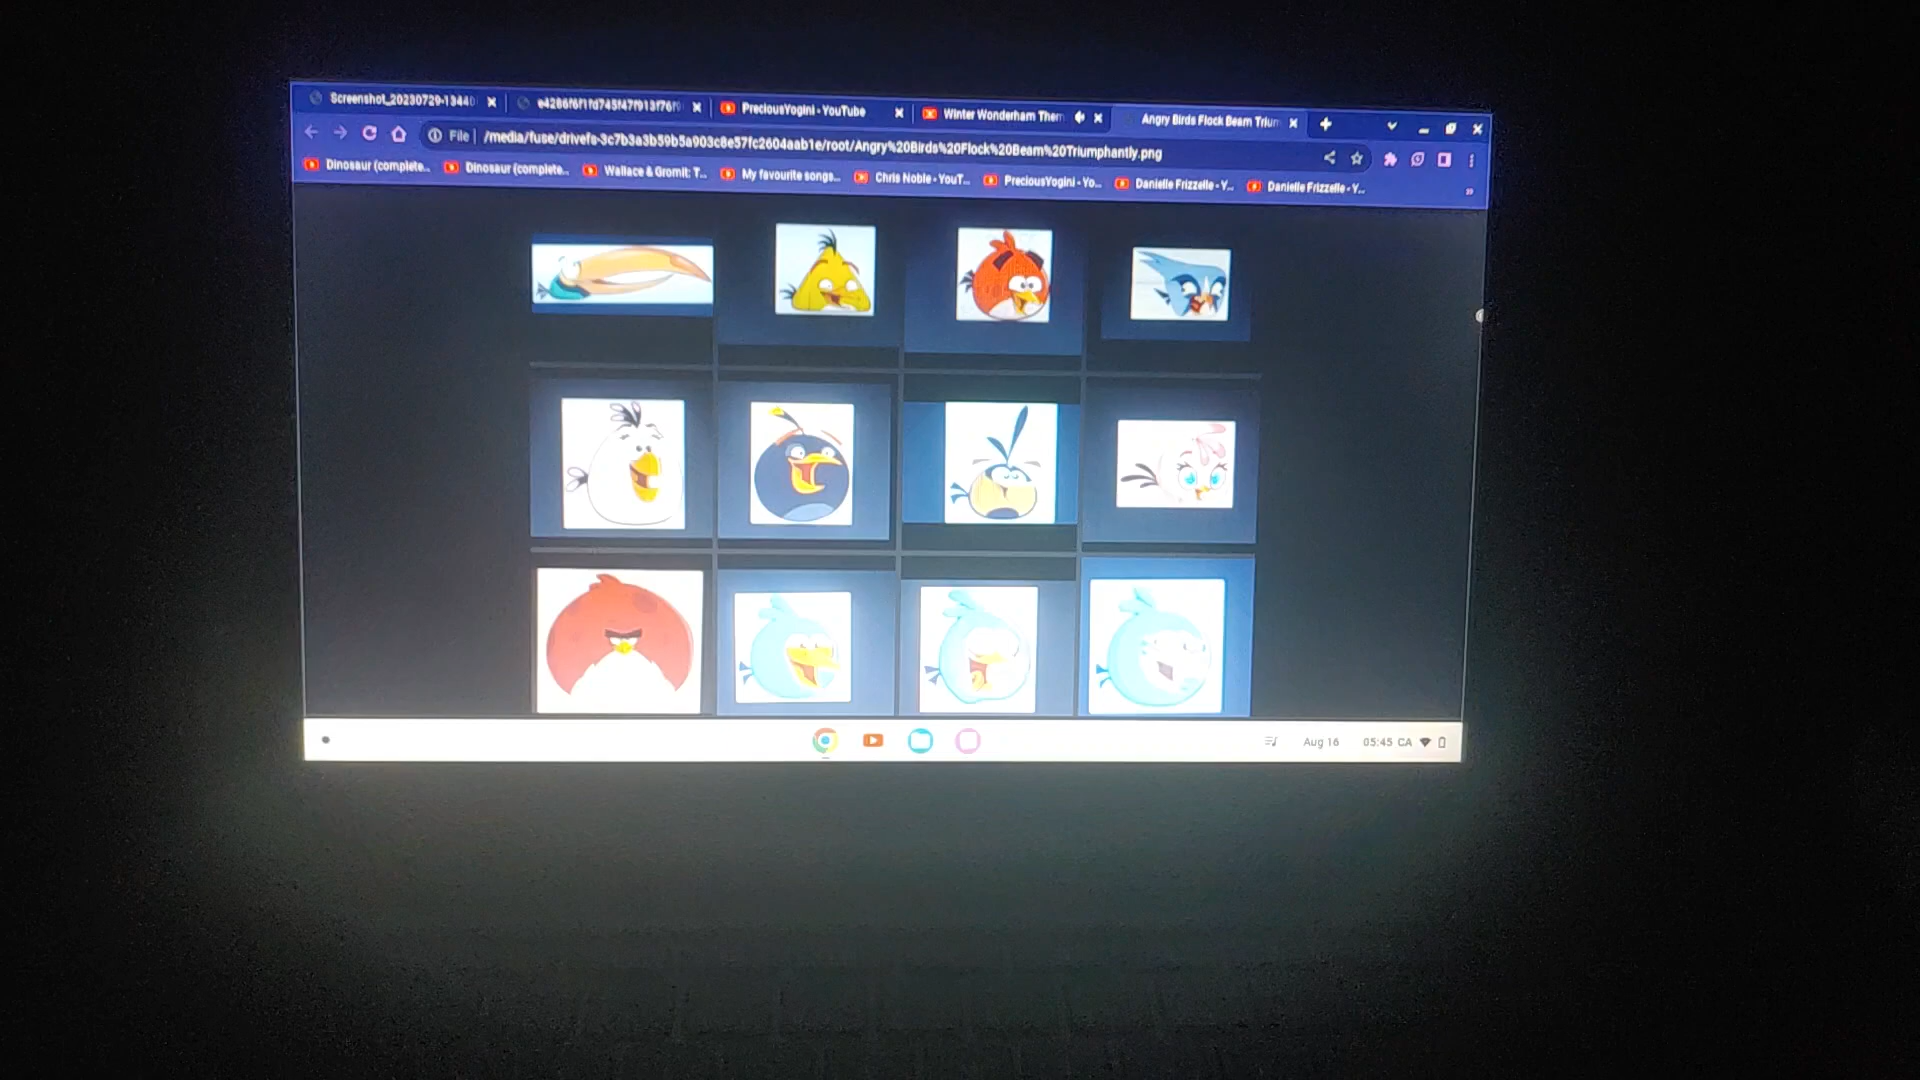 Screenshot_20230729-13440 PreciousYogini - YouTube Winter Wonderham Them Angry Birds Flock Beam Trium
File | /media/fuse/drivefs-3c7b3a3b59b5a903c8e57fc2604aab1e/root/Angry%20Birds%20Flock%20Beam%20Triumphantly.png
Dinosaur (complete... Dinosaur (complete... Wallace & Gromit: T... My favourite songs... Chris Noble - YouT... PreciousYogini - Yo... Danielle Frizzelle - Y... Danielle Frizzelle - Y...
Aug 16 05:45 CA